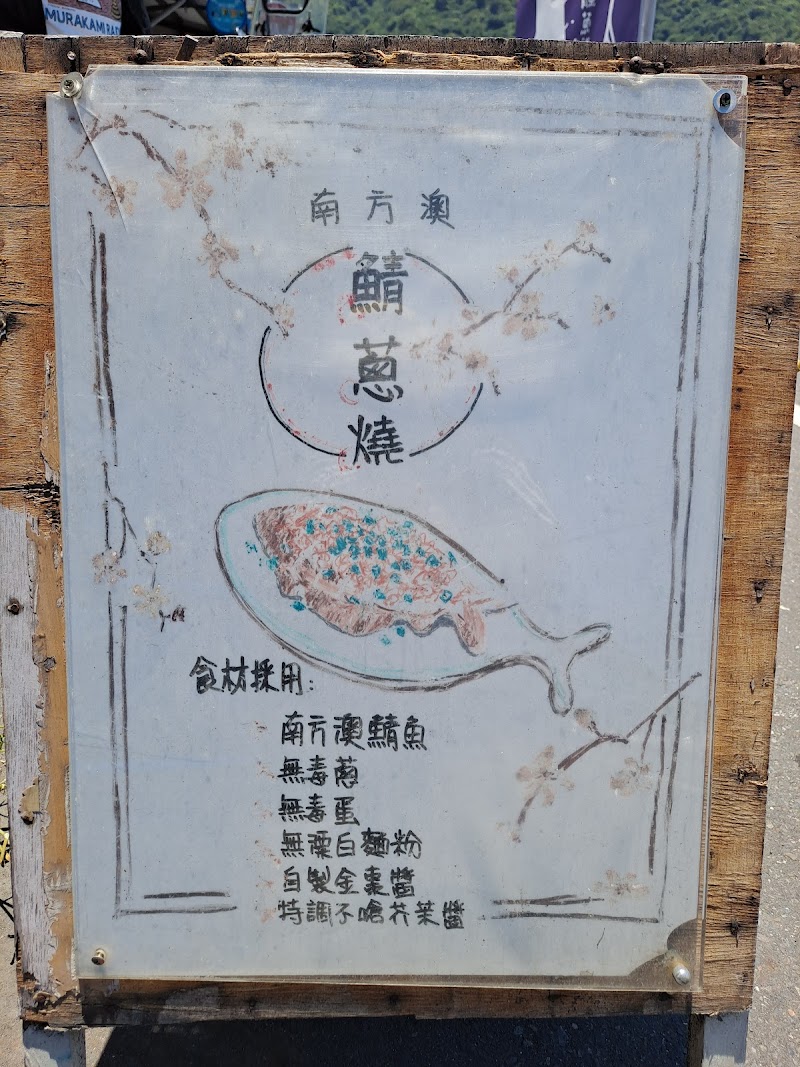 MURAKAMI
南方澳
鯖
蔥
燒
食材採用:
南方澳鯖魚
無毒蔥
無毒蛋
無漂白麵粉
自製金棗醬
特調不嗆芥茉醬